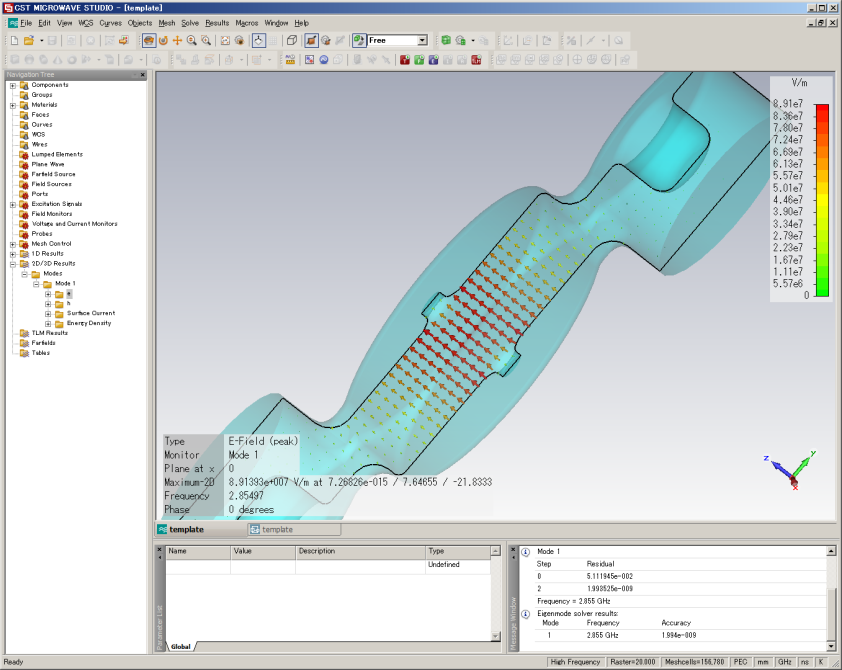 CST MICROWAVE STUDIO - [template]
File Edit View WCS Curves Objects Mesh Solve Results Macros Window Help
Free
Navigation Tree
Components
Groups
Materials
Faces
Curves
WCS
Wires
Lumped Elements
Plane Wave
Farfield Source
Field Sources
Ports
Excitation Signals
Field Monitors
Voltage and Current Monitors
Probes
Mesh Control
1D Results
2D/3D Results
Modes
Mode 1
e
h
Surface Current
Energy Density
TLM Results
Farfields
Tables
V/m
8.91e7
8.36e7
7.80e7
7.24e7
6.69e7
6.13e7
5.57e7
5.01e7
4.46e7
3.90e7
3.34e7
2.79e7
2.23e7
1.67e7
1.11e7
5.57e6
0
Type E-Field (peak)
Monitor Mode 1
Plane at x 0
Maximum-2D 8.91393e+007 V/m at 7.26826e-015 / 7.64655 / -21.8333
Frequency 2.85497
Phase 0 degrees
z y x
template template
Name Value Description Type
Undefined
Global
Parameter List
Message Window
Mode 1
Step Residual
0 5.111945e-002
2 1.993525e-009
Frequency = 2.855 GHz
Eigenmode solver results:
Mode Frequency Accuracy
1 2.855 GHz 1.994e-009
Ready High Frequency Raster=20.000 Meshcells=156,780 PEC mm GHz ns K